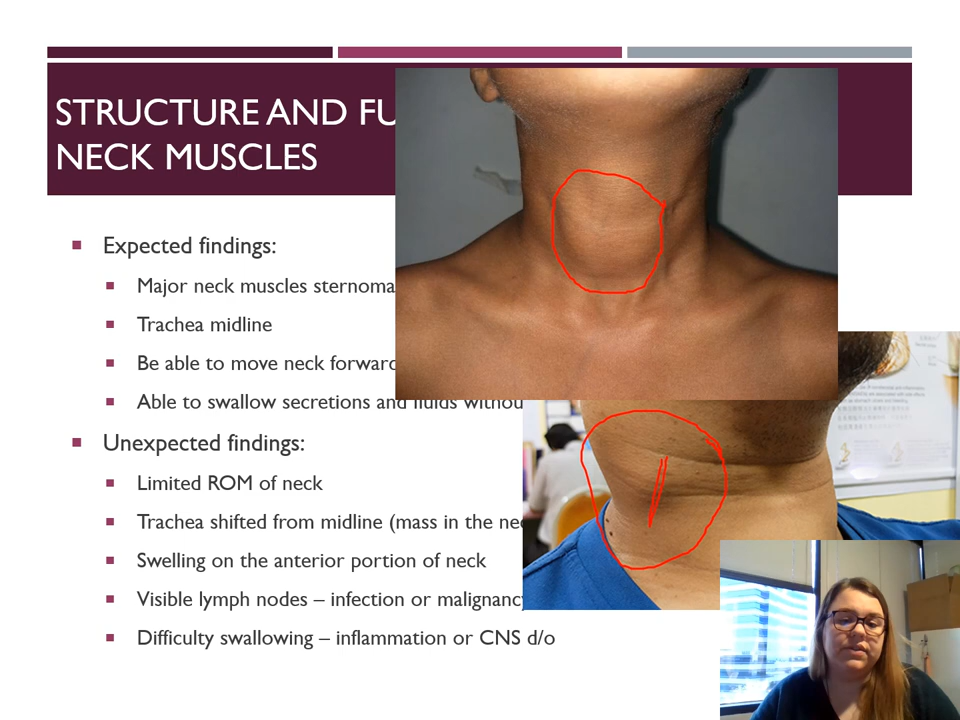 STRUCTURE AND FU
NECK MUSCLES
Expected findings:
Major neck muscles sternoma
Trachea midline
Be able to move neck forward
Able to swallow secretions and fluids withou
Unexpected findings:
Limited ROM of neck
Trachea shifted from midline (mass in the nec
Swelling on the anterior portion of neck
Visible lymph nodes – infection or malignancy
Difficulty swallowing – inflammation or CNS d/o